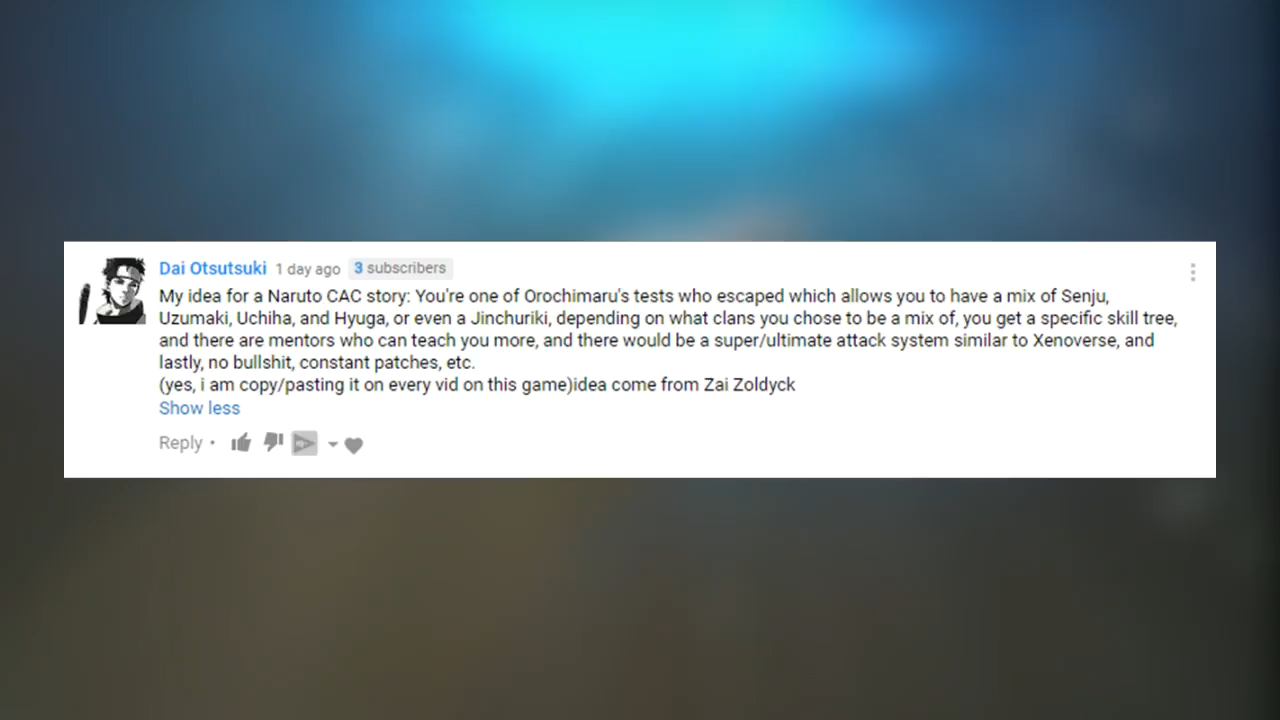 Dai Otsutsuki 1 day ago 3 subscribers
My idea for a Naruto CAC story: You're one of Orochimaru's tests who escaped which allows you to have a mix of Senju,
Uzumaki, Uchiha, and Hyuga, or even a Jinchuriki, depending on what clans you chose to be a mix of, you get a specific skill tree,
and there are mentors who can teach you more, and there would be a super/ultimate attack system similar to Xenoverse, and
lastly, no bullshit, constant patches, etc.
(yes, i am copy/pasting it on every vid on this game)idea come from Zai Zoldyck
Show less
Reply •